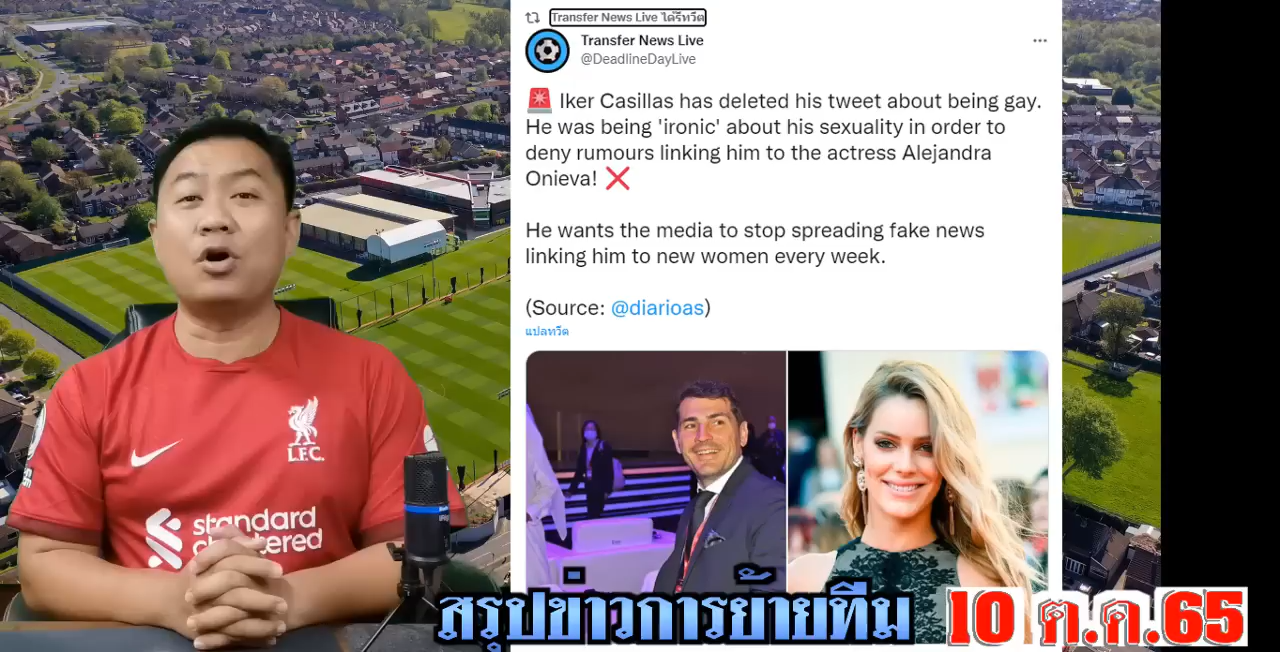 Transfer News Live ได้รีทวีต
Transfer News Live
@DeadlineDayLive
Iker Casillas has deleted his tweet about being gay.
He was being 'ironic' about his sexuality in order to
deny rumours linking him to the actress Alejandra
Onieva!
He wants the media to stop spreading fake news
linking him to new women every week.
(Source: @diarioas)
แปลทวีต
L.F.C.
standard
chartered
สรุปข่าวการย้ายทีม 10 ต.ค.65